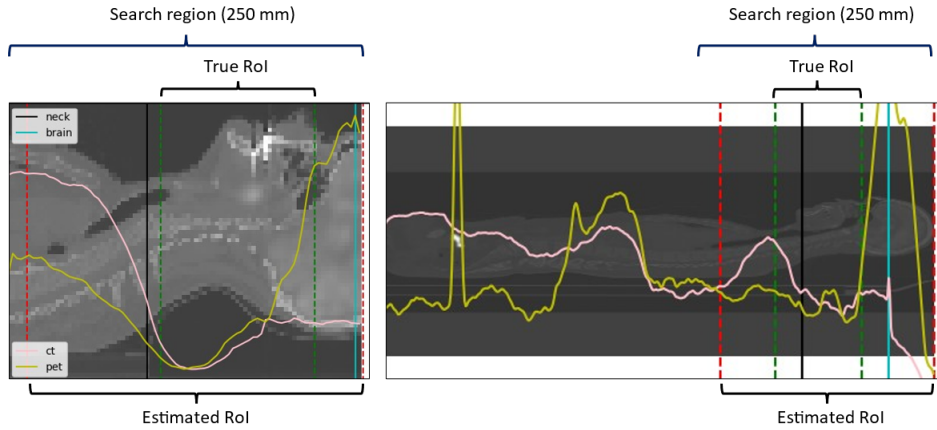 Search region (250 mm)
True RoI
neck
brain
ct
pet
Estimated RoI
Search region (250 mm)
True RoI
Estimated RoI